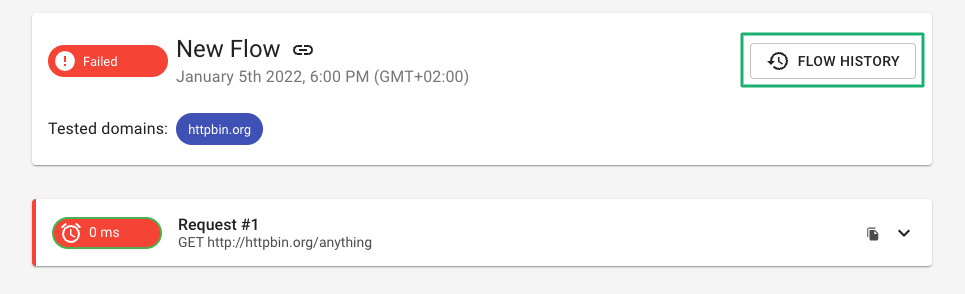 Failed
New Flow
January 5th 2022, 6:00 PM (GMT+02:00)
FLOW HISTORY
Tested domains: httpbin.org
0 ms
Request #1
GET http://httpbin.org/anything